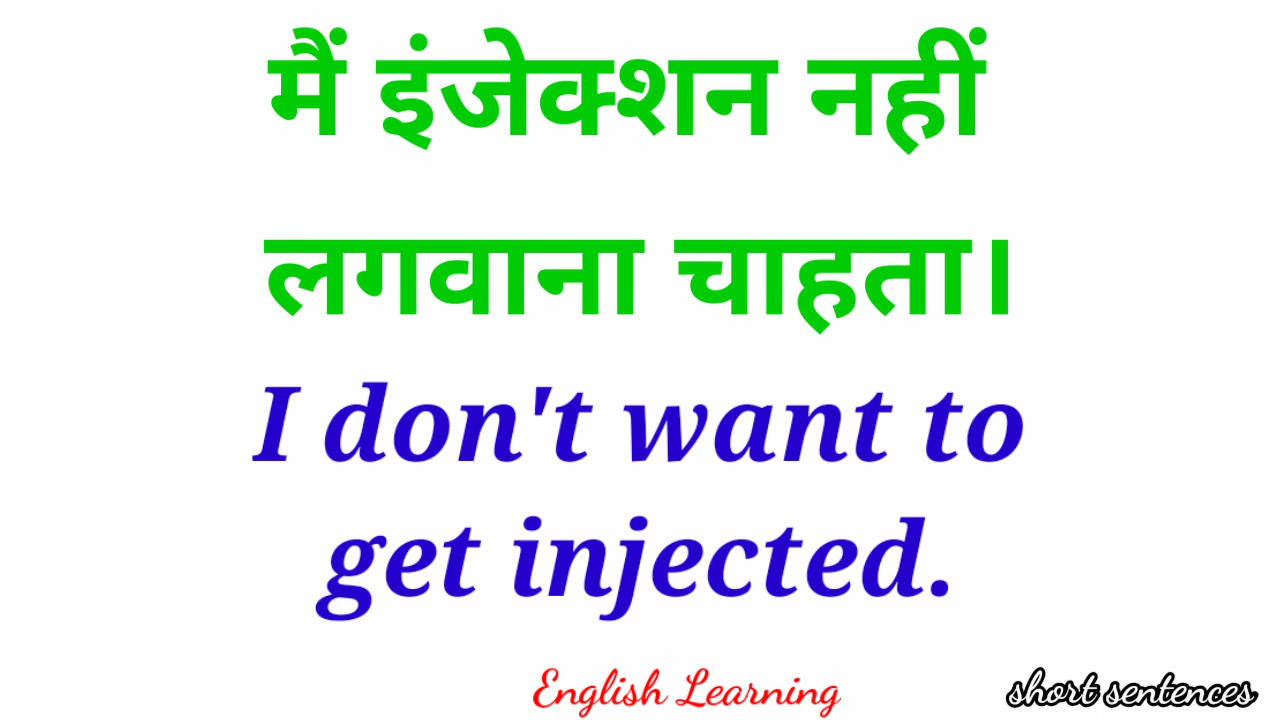 मैं इंजेक्शन नहीं
लगवाना चाहता।
I don't want to
get injected.
English Learning
short sentences